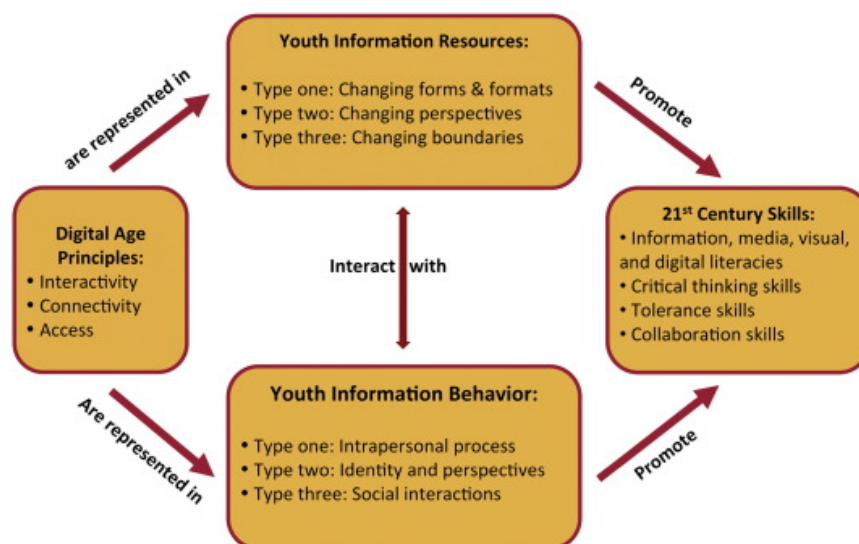 Youth Information Resources:
• Type one: Changing forms & formats
• Type two: Changing perspectives
• Type three: Changing boundaries
are represented in
Promote
Digital Age
Principles:
• Interactivity
• Connectivity
• Access
Interact with
21st Century Skills:
• Information, media, visual,
and digital literacies
• Critical thinking skills
• Tolerance skills
• Collaboration skills
Are represented in
Promote
Youth Information Behavior:
• Type one: Intrapersonal process
• Type two: Identity and perspectives
• Type three: Social interactions